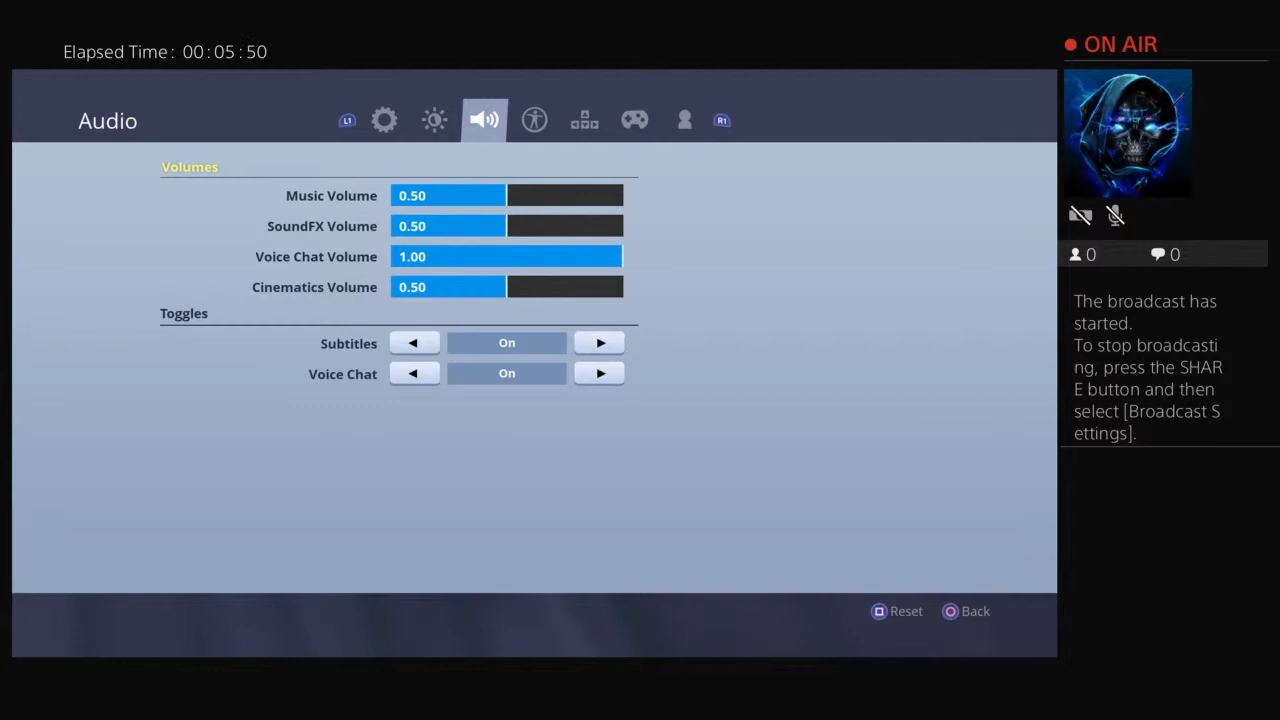 Elapsed Time: 00:05:50
ON AIR
Audio
L1
R1
Volumes
Music Volume 0.50
SoundFX Volume 0.50
Voice Chat Volume 1.00
Cinematics Volume 0.50
Toggles
Subtitles On
Voice Chat On
Reset Back
0 0
The broadcast has
started.
To stop broadcasti
ng, press the SHAR
E button and then
select [Broadcast S
ettings].